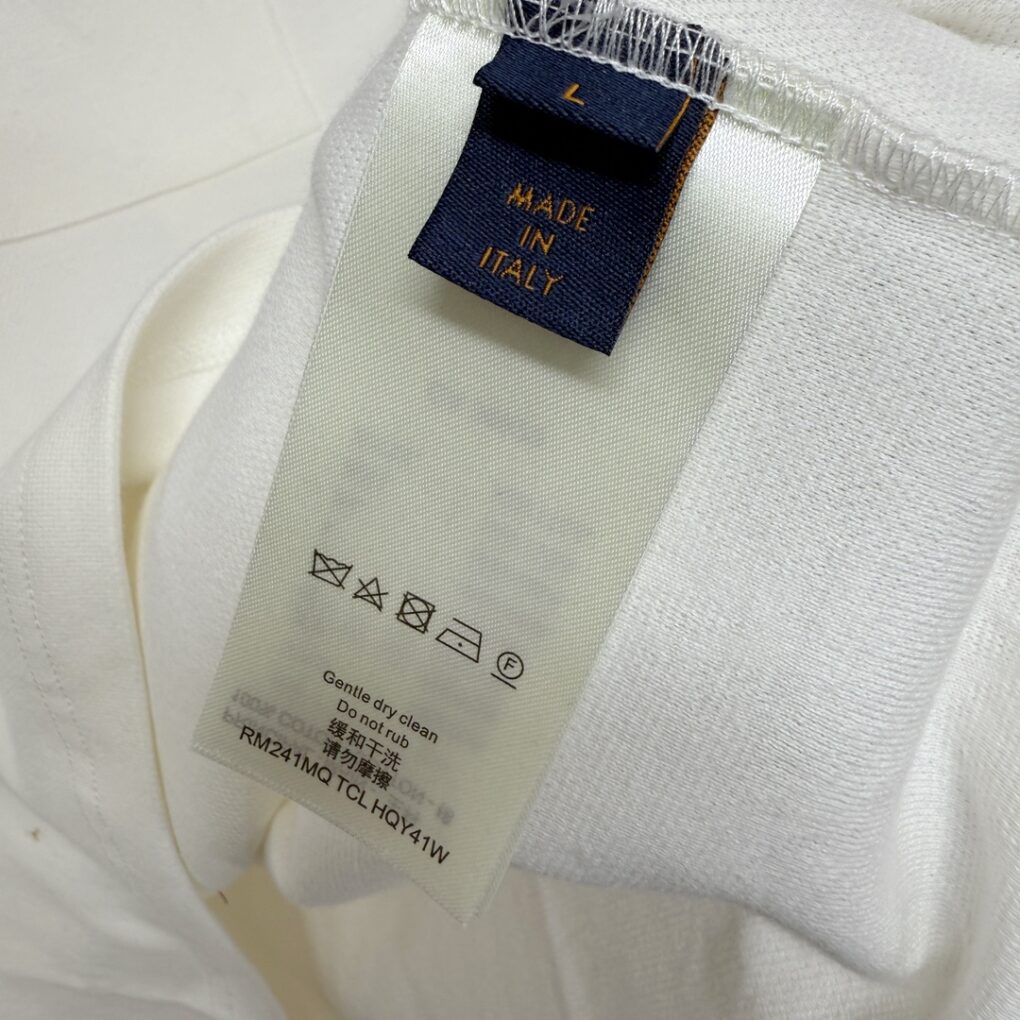 L
MADE
IN
ITALY
F
Gentle dry clean
Do not rub
缓和干洗
请勿摩擦
RM241MQ TCL HQY41W